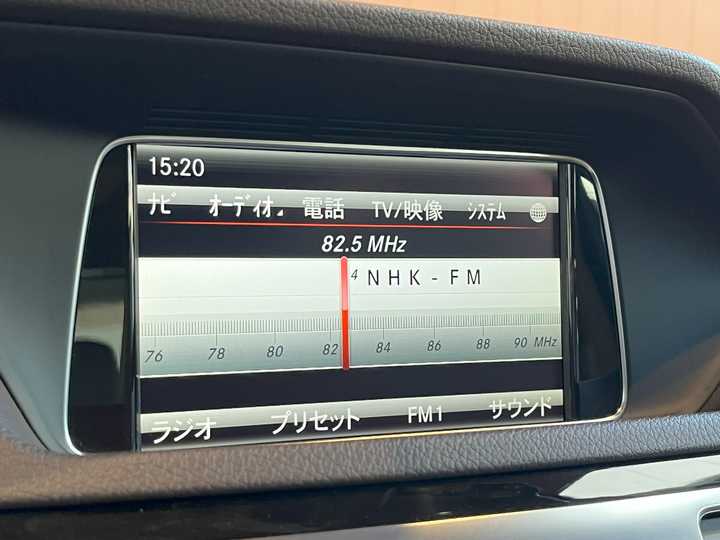 15:20
ナビ ｵｰﾃﾞｨｵ 電話 TV/映像 ｼｽﾃﾑ
82.5 MHz
4 NHK-FM
76 78 80 82 84 86 88 90 MHz
ラジオ プリセット FM1 サウンド